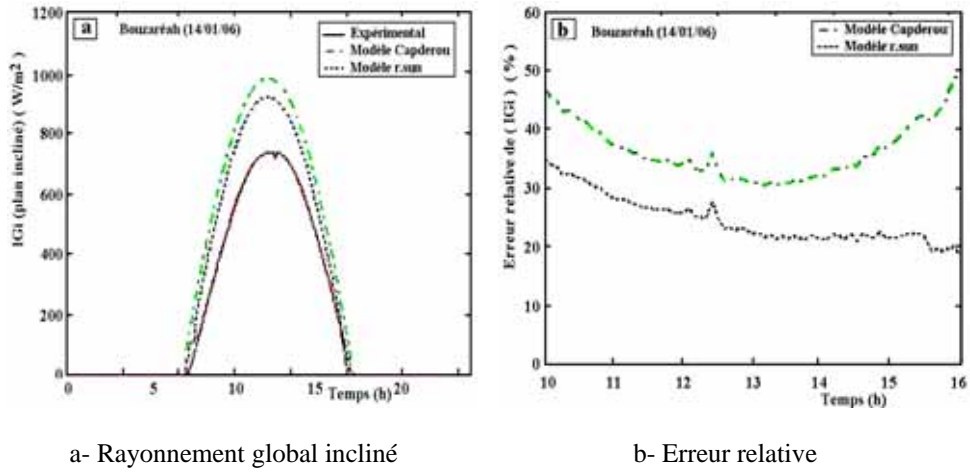 a
Bouzaréah (14/01/06)
Expérimental
Modèle Capderou
Modèle r.sun
IGi (plan incliné) ( W/m²)
1200
1000
800
600
400
200
0
0
5
10
15
20
Temps (h)
b
Bouzaréah (14/01/06)
Modèle Capderou
Modèle r.sun
Erreur relative de ( IGi ) ( %)
60
50
40
30
20
10
0
10
11
12
13
14
15
16
Temps (h)
a- Rayonnement global incliné
b- Erreur relative